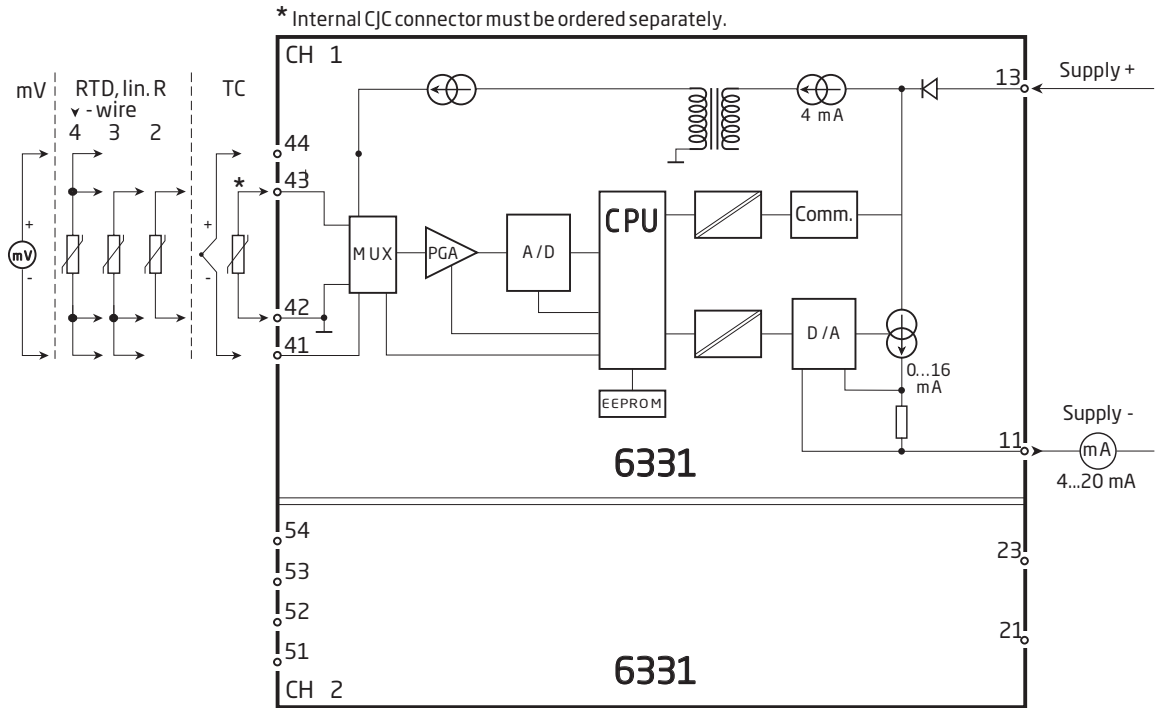 * Internal CJC connector must be ordered separately.
CH 1
mV
RTD, lin. R
- wire
4 3 2
TC
44
43
*
42
41
+
mV
-
+
-
MUX
PGA
A/D
CPU
EEPROM
Comm.
D/A
4 mA
0...16
mA
13
Supply +
11
Supply -
mA
4...20 mA
6331
54
53
52
51
23
21
6331
CH 2